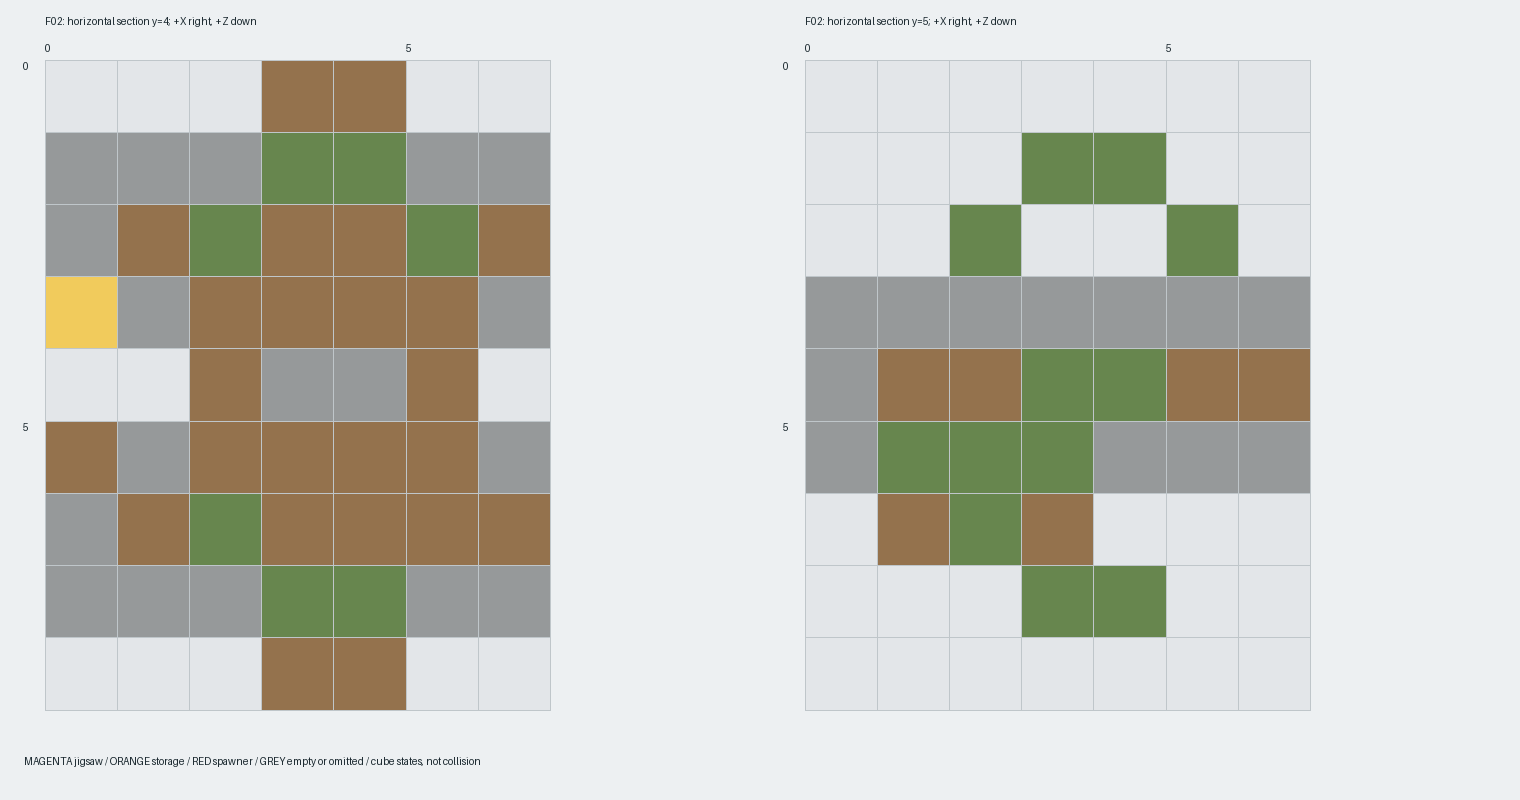 F02: horizontal section y=4; +X right, +Z down
F02: horizontal section y=5; +X right, +Z down
0 5
0 5
0
0
5
5
MAGENTA jigsaw / ORANGE storage / RED spawner / GREY empty or omitted / cube states, not collision